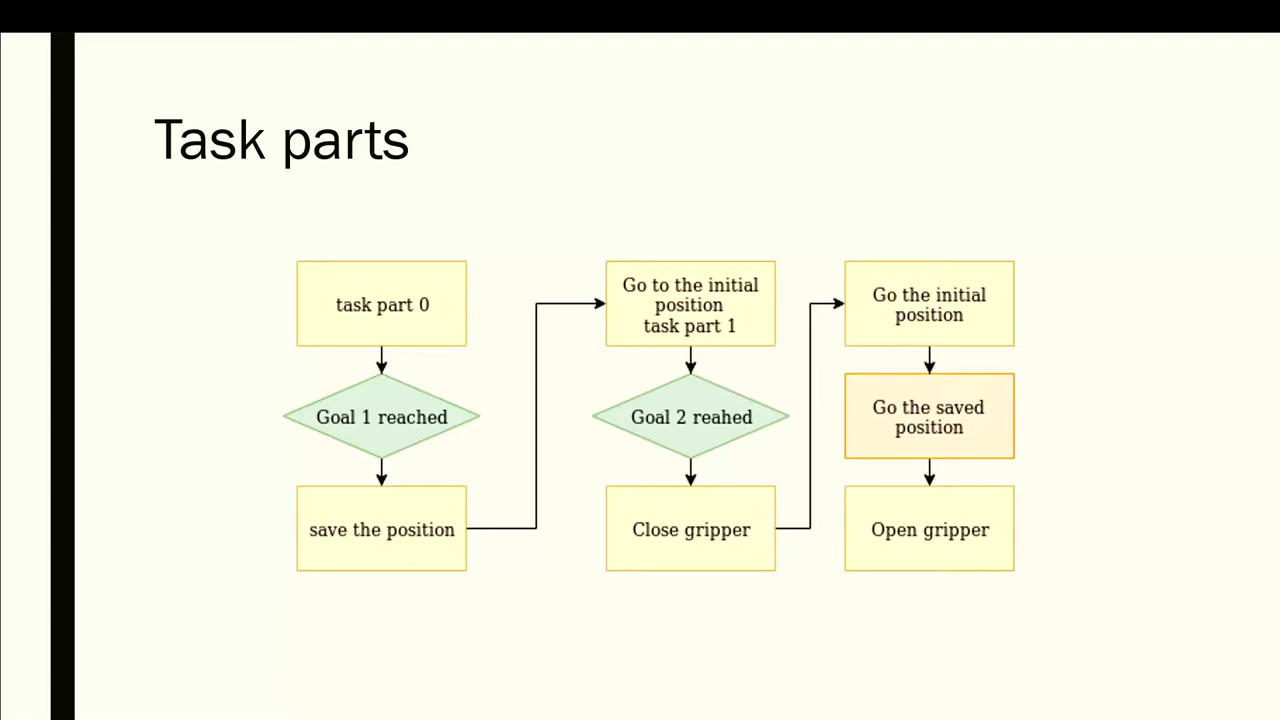 Task parts
task part 0
Goal 1 reached
save the position
Go to the initial
position
task part 1
Goal 2 reahed
Close gripper
Go the initial
position
Go the saved
position
Open gripper